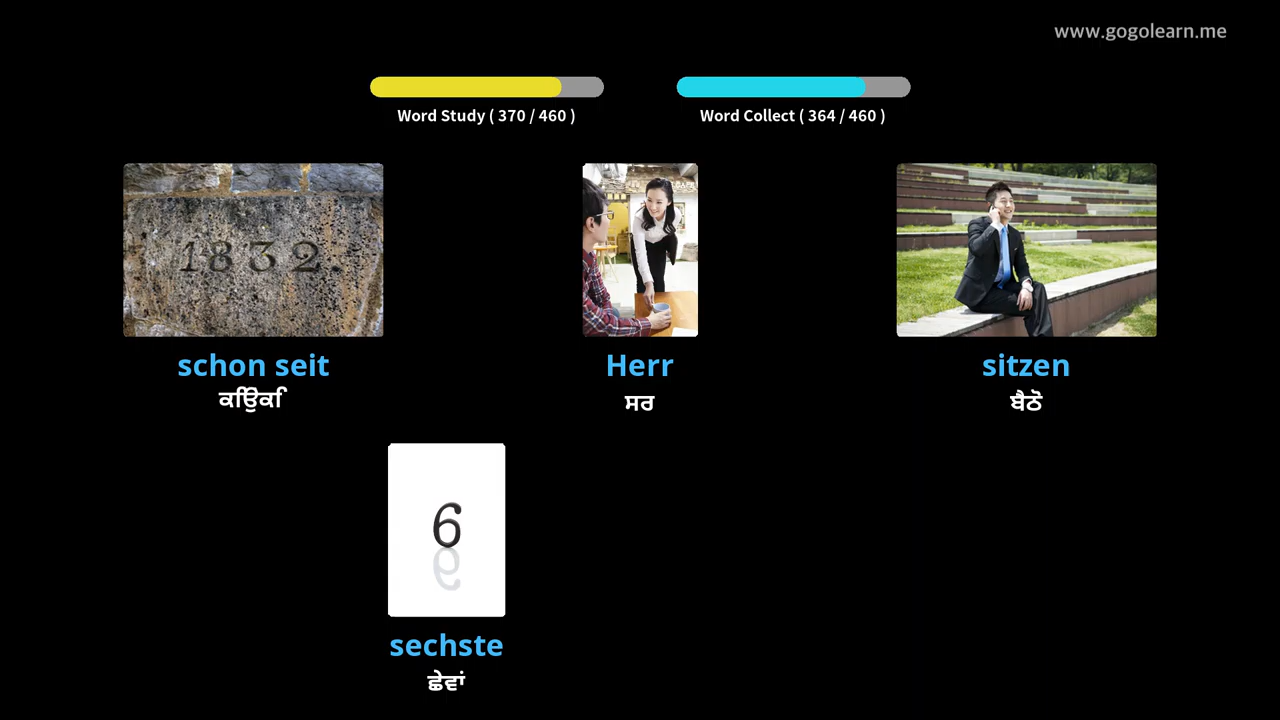 www.gogolearn.me
Word Study ( 370 / 460 )
Word Collect ( 364 / 460 )
1832.
schon seit
ਕਿਉਂਕਿ
Herr
ਸਰ
sitzen
ਬੈਠੋ
6
sechste
ਛੇਵਾਂ